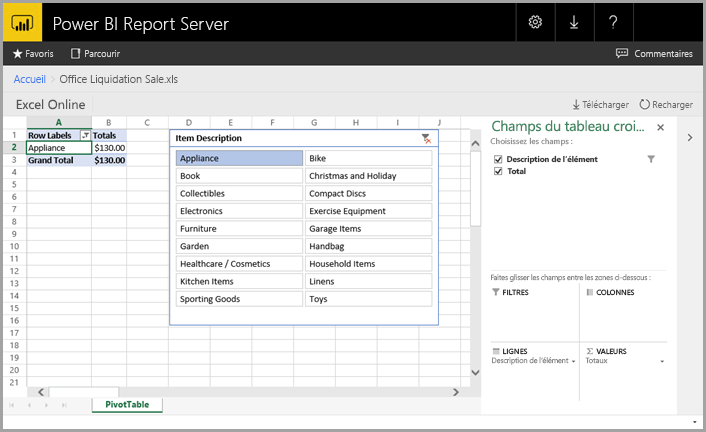 Power BI Report Server
?
Favoris
Parcourir
Commentaires
Accueil > Office Liquidation Sale.xls
Excel Online
Télécharger
Recharger
A B C D E F G H I J
1 Row Labels Totals
2 Appliance $130.00
3 Grand Total $130.00
4
5
6
7
8
9
10
11
12
13
14
15
16
17
18
19
20
21
Item Description
Appliance Bike
Book Christmas and Holiday
Collectibles Compact Discs
Electronics Exercise Equipment
Furniture Garage Items
Garden Handbag
Healthcare / Cosmetics Household Items
Kitchen Items Linens
Sporting Goods Toys
Champs du tableau croi...
Choisissez les champs :
Description de l'élément
Total
Faites glisser les champs entre les zones ci-dessous :
FILTRES
COLONNES
LIGNES
Description de l'élément
Σ VALEURS
Totaux
PivotTable